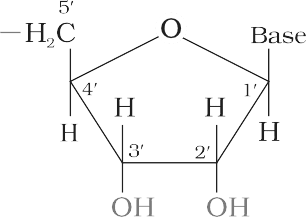 5′
–H₂C O Base
4′ 1′
H H H H
3′ 2′
OH OH